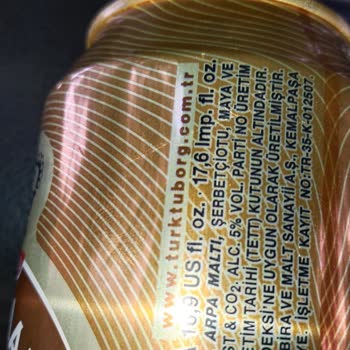 www.turktuborg.com.tr
16,9 US fl. oz. 17,6 Imp. fl. oz.
ARPA MALTI, ŞERBETÇİOTU, MAYA VE
ST & CO2. ALC. 5% VOL. PARTİ NO ÜRETİM
ETİM TARİHİ (TETT) KUTUNUN ALTINDADIR.
EKSİNE UYGUN OLARAK ÜRETİLMİŞTİR.
BİRA VE MALT SANAYİİ A.Ş., KEMALPAŞA
E. İŞLETME KAYIT NO:TR-35-K-012607.